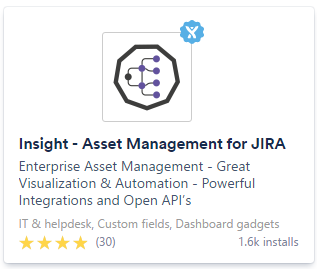 Insight - Asset Management for JIRA
Enterprise Asset Management - Great
Visualization & Automation - Powerful
Integrations and Open API's
IT & helpdesk, Custom fields, Dashboard gadgets
(30) 1.6k installs